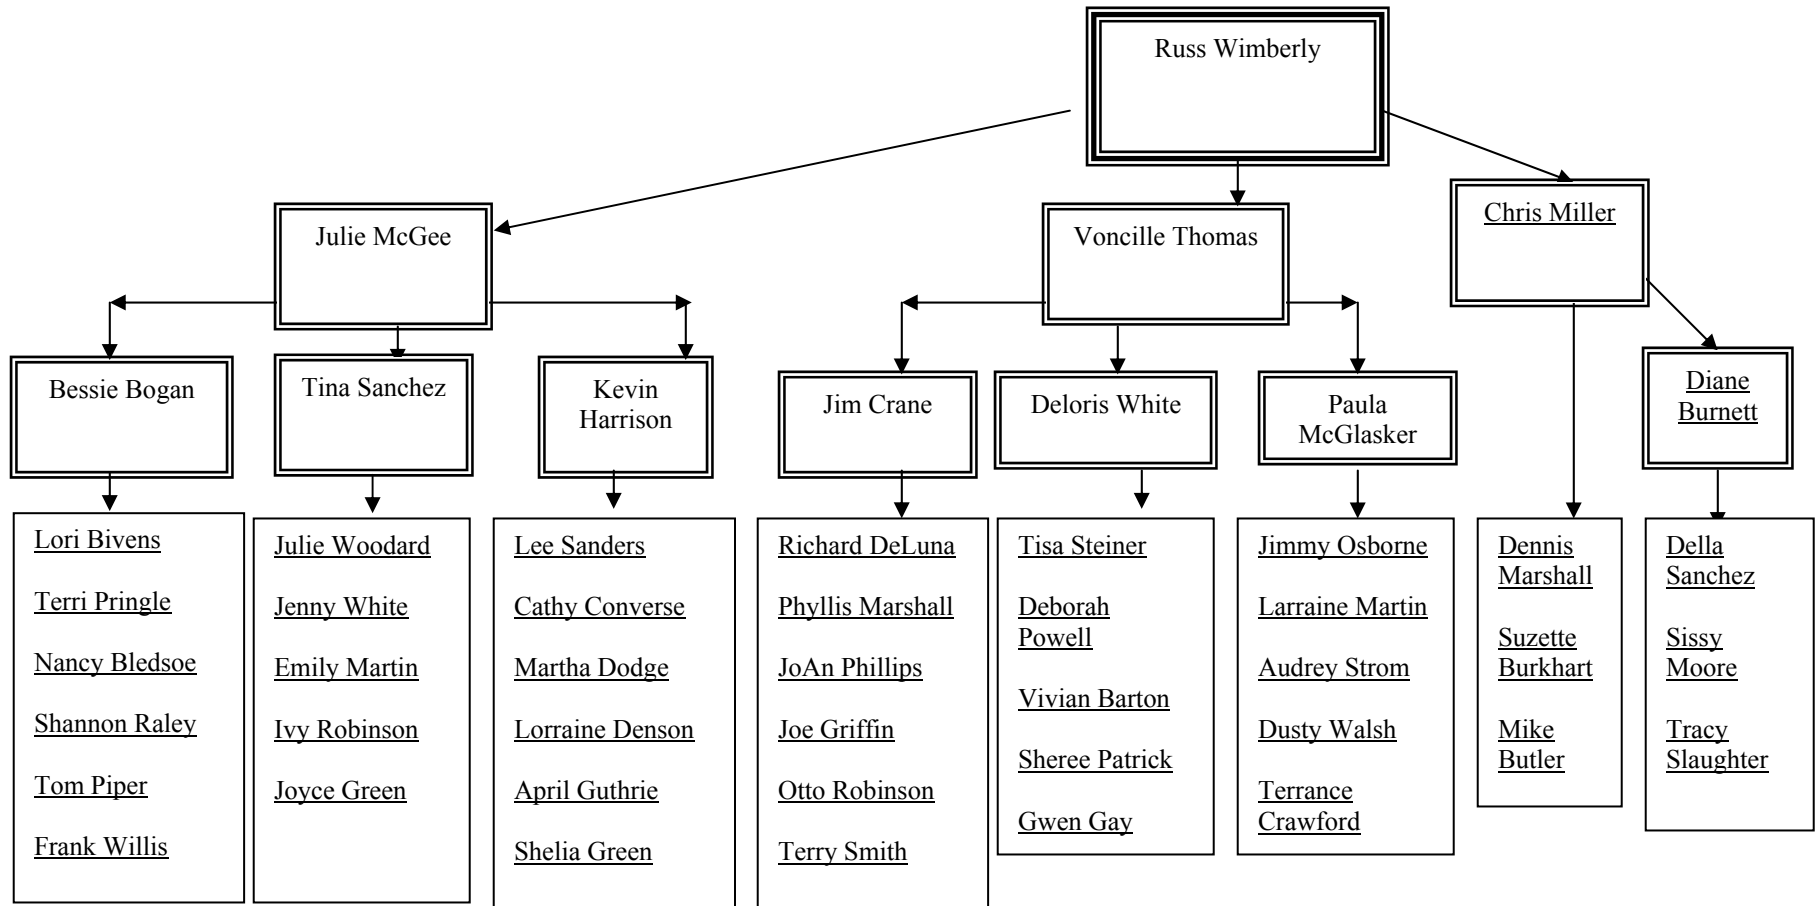 Russ Wimberly
Julie McGee
Voncille Thomas
Chris Miller
Bessie Bogan
Tina Sanchez
Kevin
Harrison
Jim Crane
Deloris White
Paula
McGlasker
Diane
Burnett
Lori Bivens
Terri Pringle
Nancy Bledsoe
Shannon Raley
Tom Piper
Frank Willis
Julie Woodard
Jenny White
Emily Martin
Ivy Robinson
Joyce Green
Lee Sanders
Cathy Converse
Martha Dodge
Lorraine Denson
April Guthrie
Shelia Green
Richard DeLuna
Phyllis Marshall
JoAn Phillips
Joe Griffin
Otto Robinson
Terry Smith
Tisa Steiner
Deborah
Powell
Vivian Barton
Sheree Patrick
Gwen Gay
Jimmy Osborne
Larraine Martin
Audrey Strom
Dusty Walsh
Terrance
Crawford
Dennis
Marshall
Suzette
Burkhart
Mike
Butler
Della
Sanchez
Sissy
Moore
Tracy
Slaughter